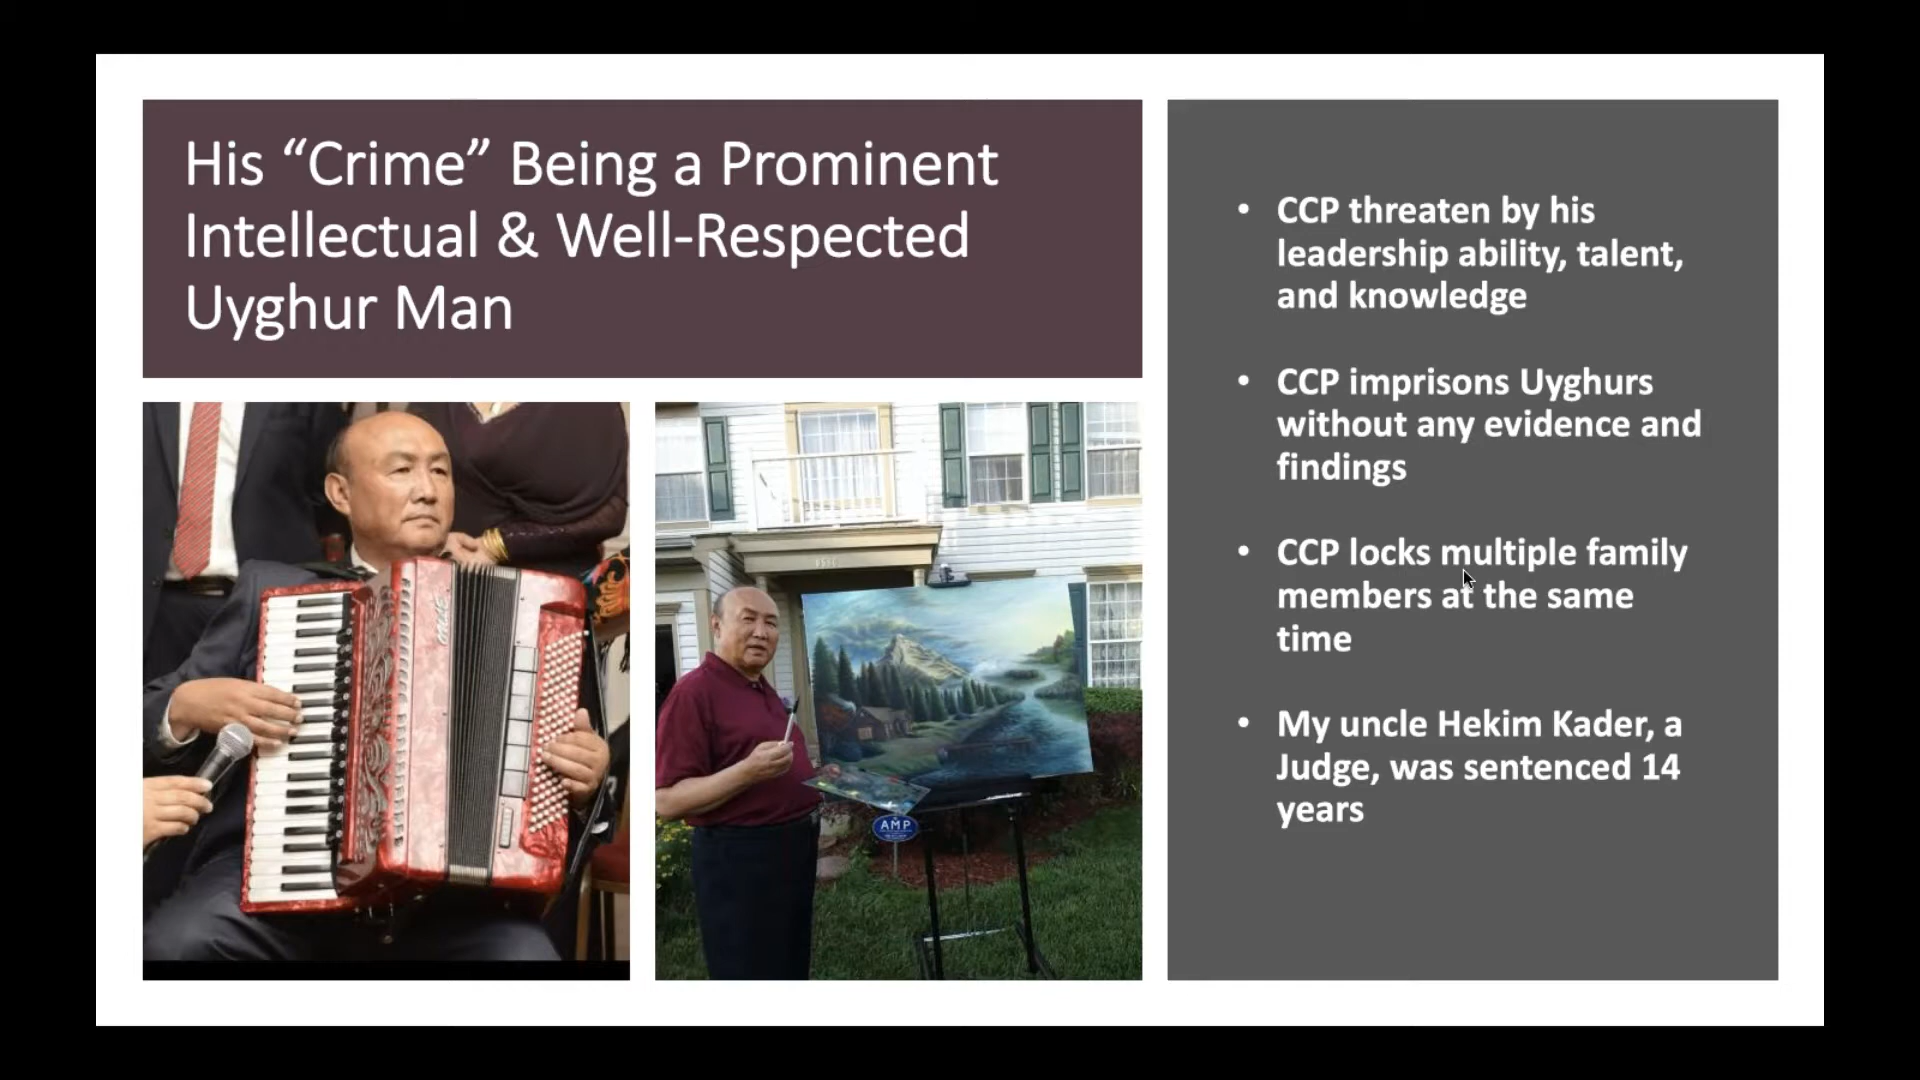 His “Crime” Being a Prominent
Intellectual & Well-Respected
Uyghur Man
CCP threaten by his
leadership ability, talent,
and knowledge
CCP imprisons Uyghurs
without any evidence and
findings
CCP locks multiple family
members at the same
time
My uncle Hekim Kader, a
Judge, was sentenced 14
years
AMP